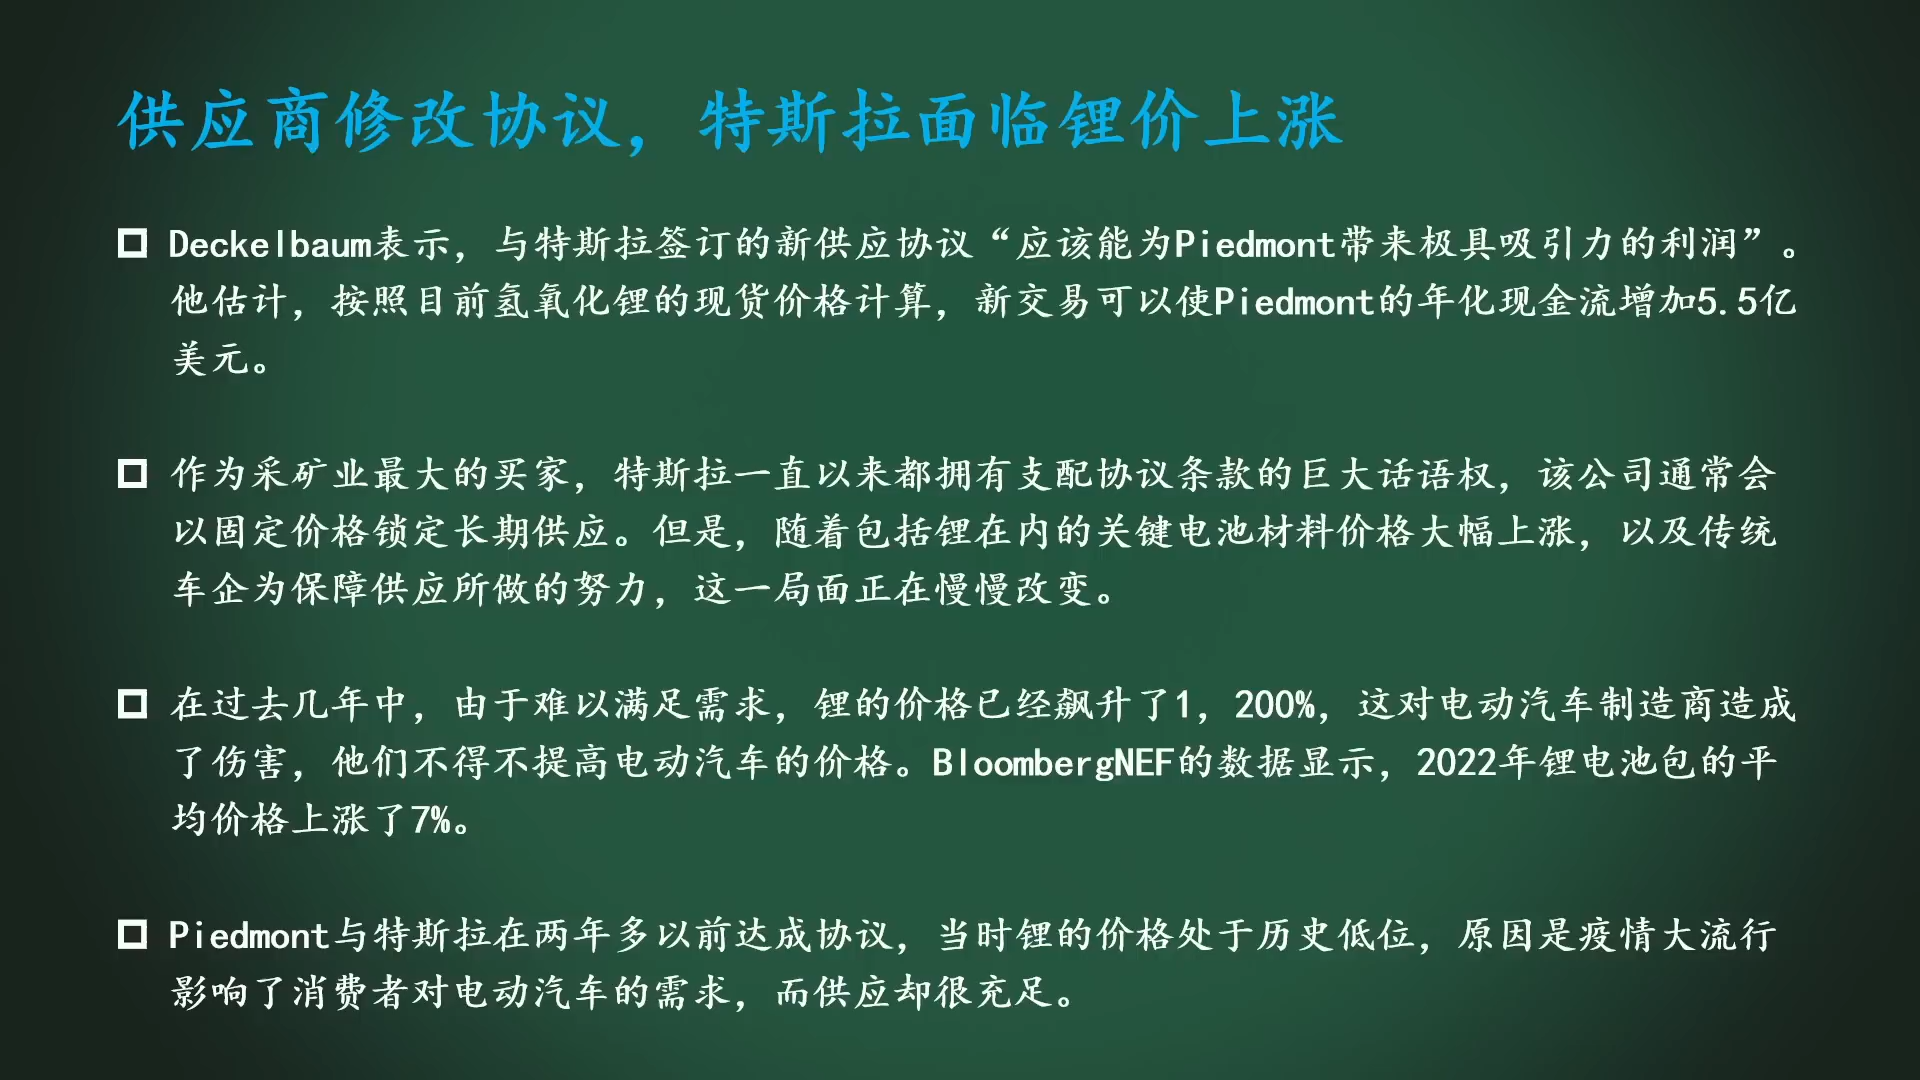 供应商修改协议，特斯拉面临锂价上涨
Deckelbaum表示，与特斯拉签订的新供应协议“应该能为Piedmont带来极具吸引力的利润”。
他估计，按照目前氢氧化锂的现货价格计算，新交易可以使Piedmont的年化现金流增加5.5亿
美元。
作为采矿业最大的买家，特斯拉一直以来都拥有支配协议条款的巨大话语权，该公司通常会
以固定价格锁定长期供应。但是，随着包括锂在内的关键电池材料价格大幅上涨，以及传统
车企为保障供应所做的努力，这一局面正在慢慢改变。
在过去几年中，由于难以满足需求，锂的价格已经飙升了1，200%，这对电动汽车制造商造成
了伤害，他们不得不提高电动汽车的价格。BloombergNEF的数据显示，2022年锂电池包的平
均价格上涨了7%。
Piedmont与特斯拉在两年多以前达成协议，当时锂的价格处于历史低位，原因是疫情大流行
影响了消费者对电动汽车的需求，而供应却很充足。